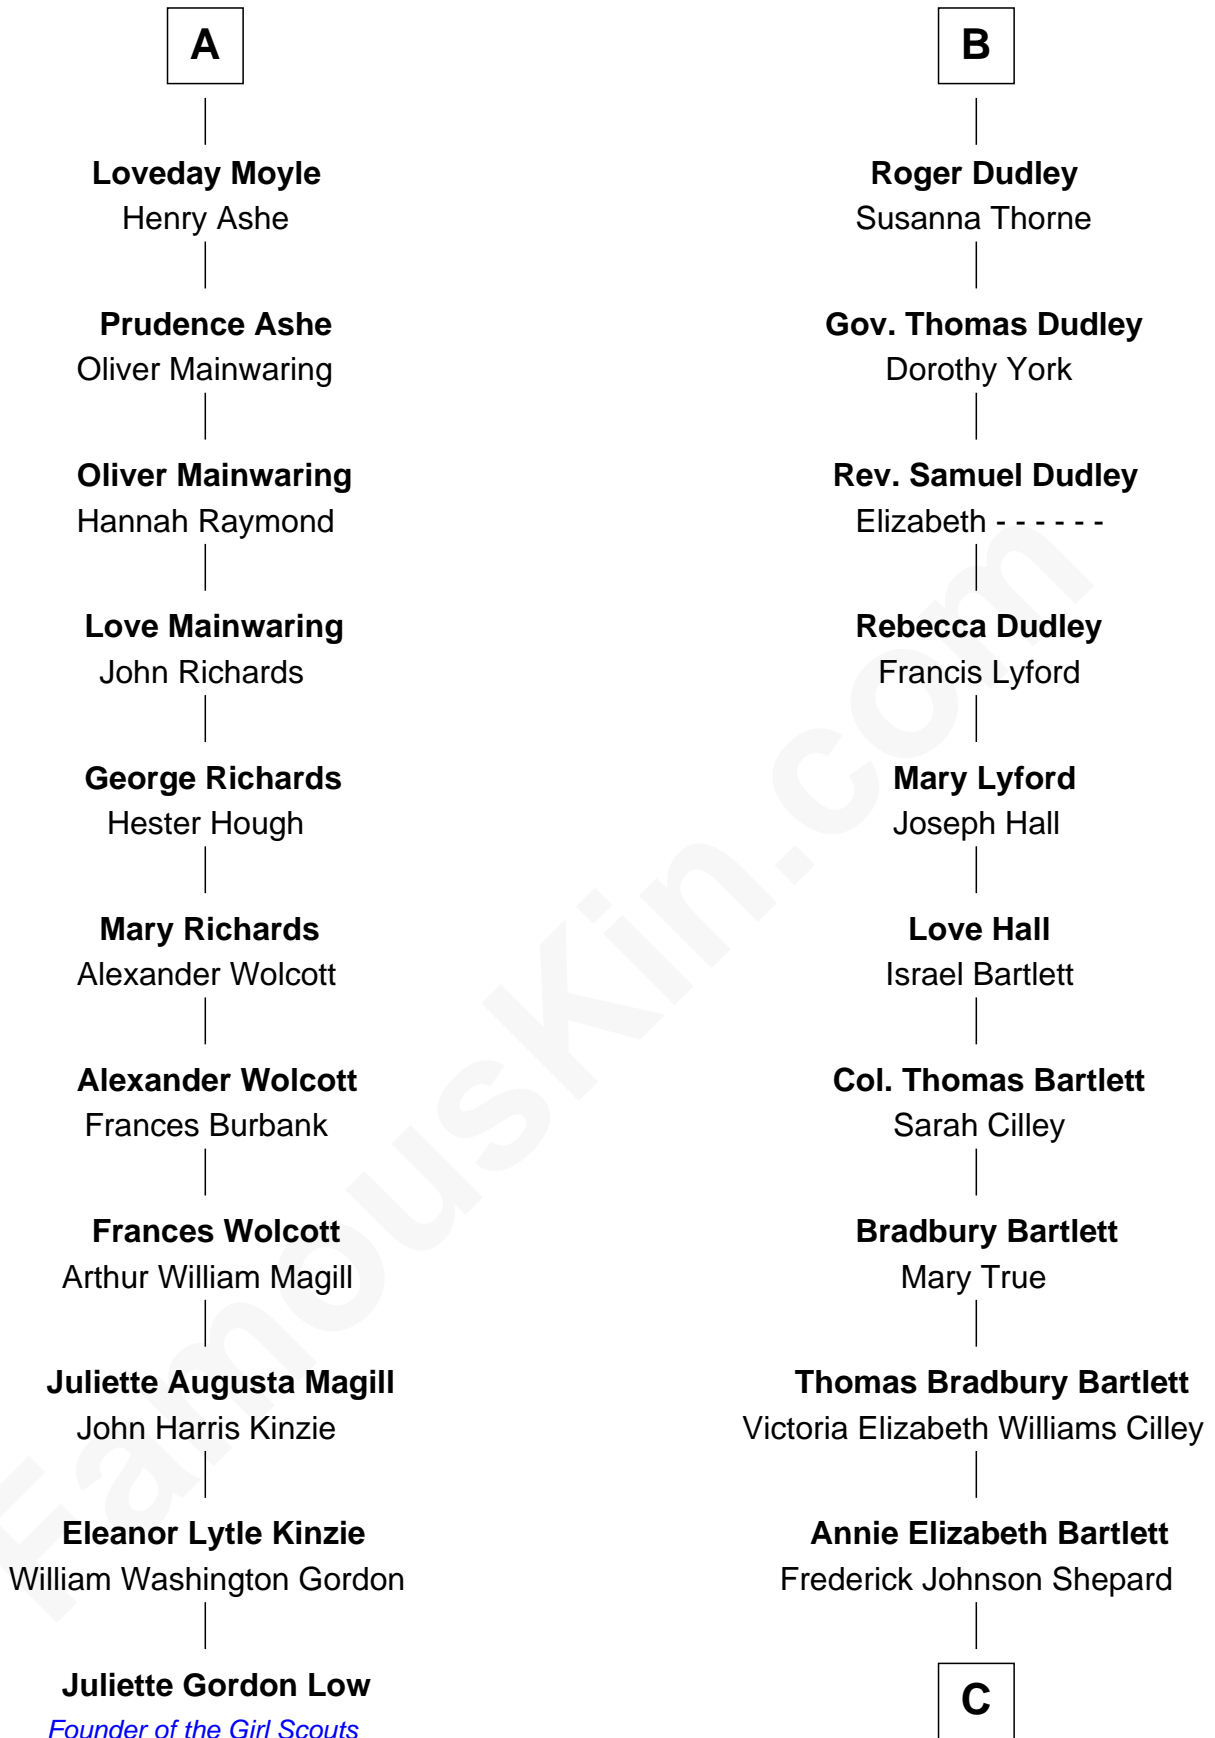 A
Loveday Moyle
Henry Ashe
Prudence Ashe
Oliver Mainwaring
Oliver Mainwaring
Hannah Raymond
Love Mainwaring
John Richards
George Richards
Hester Hough
Mary Richards
Alexander Wolcott
Alexander Wolcott
Frances Burbank
Frances Wolcott
Arthur William Magill
Juliette Augusta Magill
John Harris Kinzie
Eleanor Lytle Kinzie
William Washington Gordon
Juliette Gordon Low
Founder of the Girl Scouts
B
Roger Dudley
Susanna Thorne
Gov. Thomas Dudley
Dorothy York
Rev. Samuel Dudley
Elizabeth - - - - - -
Rebecca Dudley
Francis Lyford
Mary Lyford
Joseph Hall
Love Hall
Israel Bartlett
Col. Thomas Bartlett
Sarah Cilley
Bradbury Bartlett
Mary True
Thomas Bradbury Bartlett
Victoria Elizabeth Williams Cilley
Annie Elizabeth Bartlett
Frederick Johnson Shepard
C
FamousKin.com